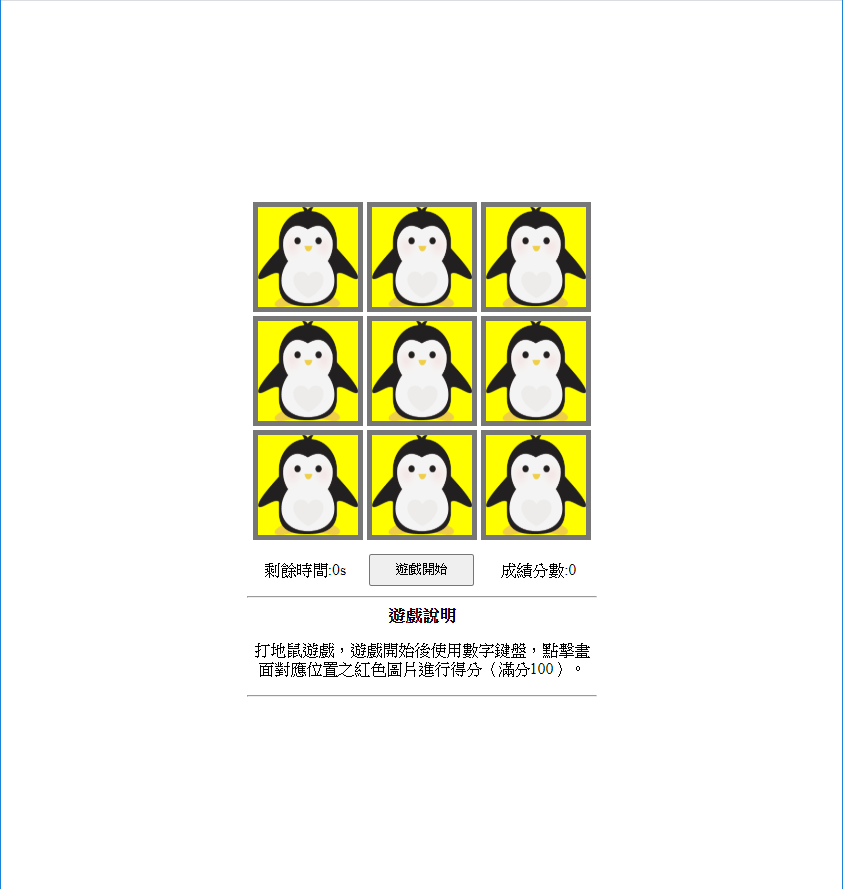 剩餘時間:0s 遊戲開始 成績分數:0
遊戲說明
打地鼠遊戲，遊戲開始後使用數字鍵盤，點擊畫
面對應位置之紅色圖片進行得分（滿分100）。